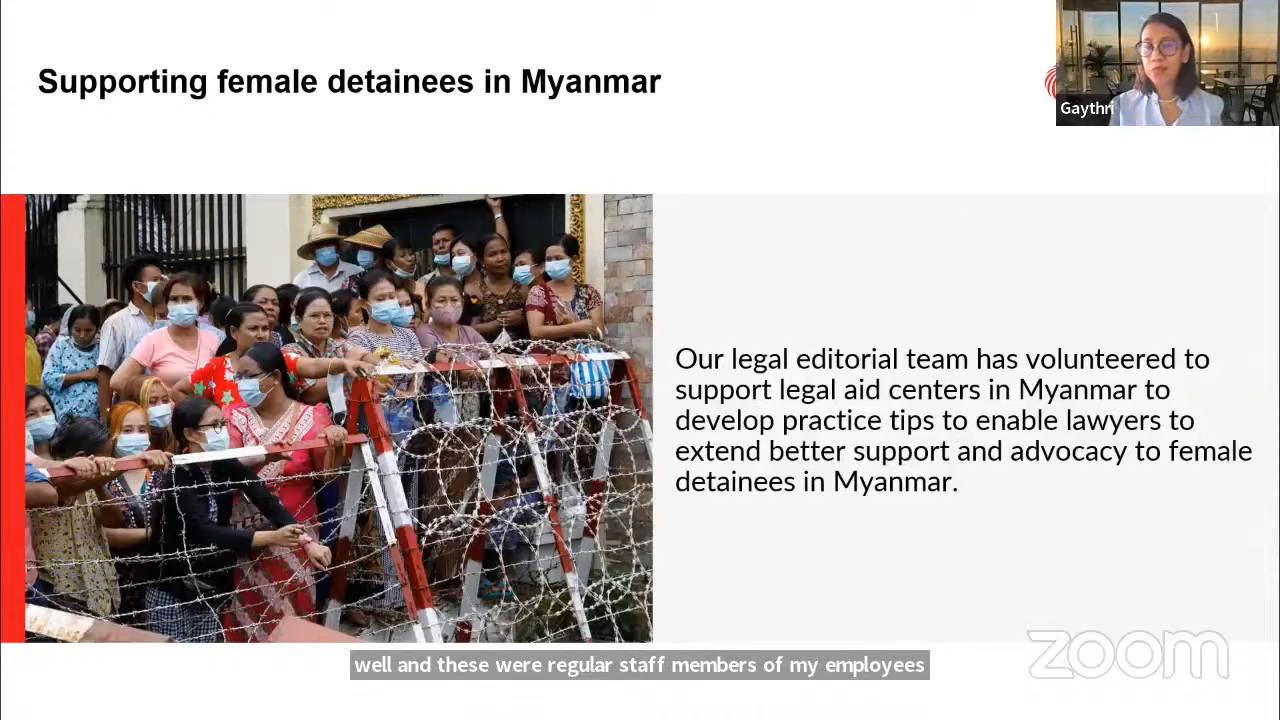 Supporting female detainees in Myanmar
Gaythri
Our legal editorial team has volunteered to
support legal aid centers in Myanmar to
develop practice tips to enable lawyers to
extend better support and advocacy to female
detainees in Myanmar.
zoom
well and these were regular staff members of my employees